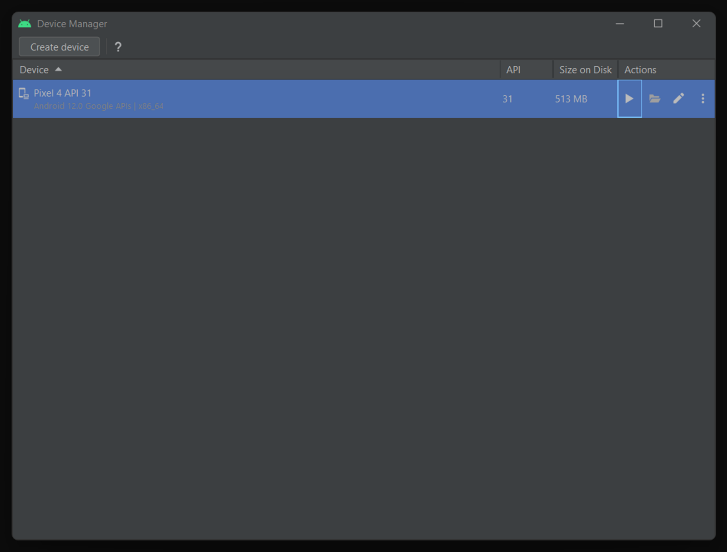 Device Manager
Create device ?
Device API Size on Disk Actions
Pixel 4 API 31 31 513 MB
Android 12.0 Google APIs | x86_64